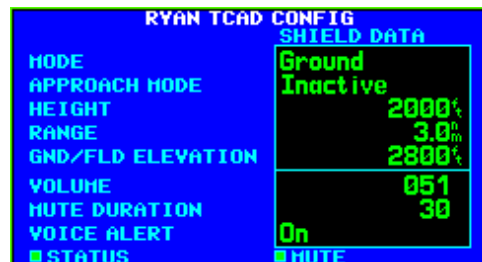 RYAN TCAD CONFIG
SHIELD DATA
MODE Ground
APPROACH MODE Inactive
HEIGHT 2000ft
RANGE 3.0nm
GND/FLD ELEVATION 2800ft
VOLUME 051
MUTE DURATION 30
VOICE ALERT On
STATUS MUTE